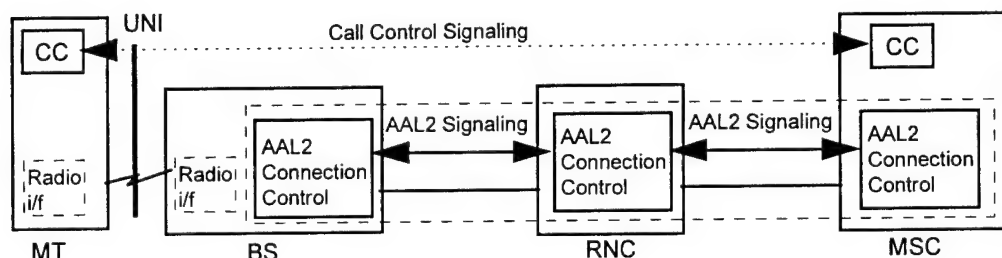 UNI
CC
Call Control Signaling
CC
AAL2 Signaling
AAL2 Signaling
Radio
i/f
Radio
i/f
AAL2
Connection
Control
AAL2
Connection
Control
AAL2
Connection
Control
MT
BS
RNC
MSC